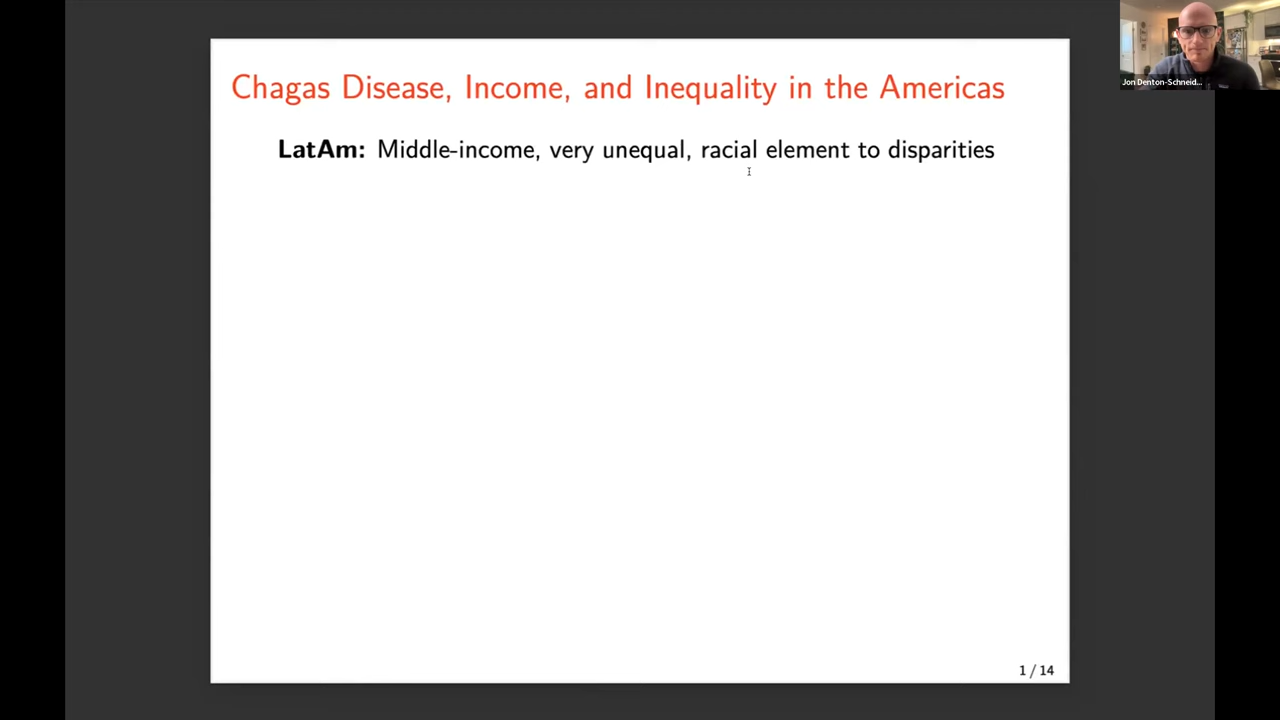 Chagas Disease, Income, and Inequality in the Americas
LatAm: Middle-income, very unequal, racial element to disparities
1 / 14
Jon Denton-Schneid...